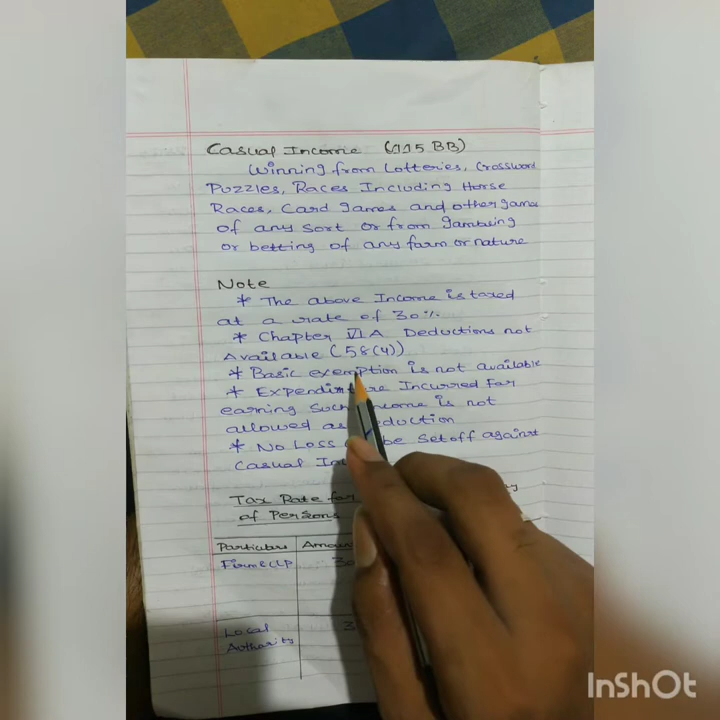 Casual Income (115 BB)
Winning from Lotteries, Crossword
Puzzles, Races Including Horse
Races, Card games and other game
of any sort or from gambling
or betting of any form or nature
Note
* The above Income is taxed
at a rate of 30%
* Chapter VI A Deductions not
Available (58(4))
* Basic exemption is not available
* Expenditure Incurred for
earning such income is not
allowed as deduction
* No Loss be Setoff against
Casual
Tax Rate for
of Persons
Particulars Amount
Firm & LLP 30
Local 3
Authority
InShOt